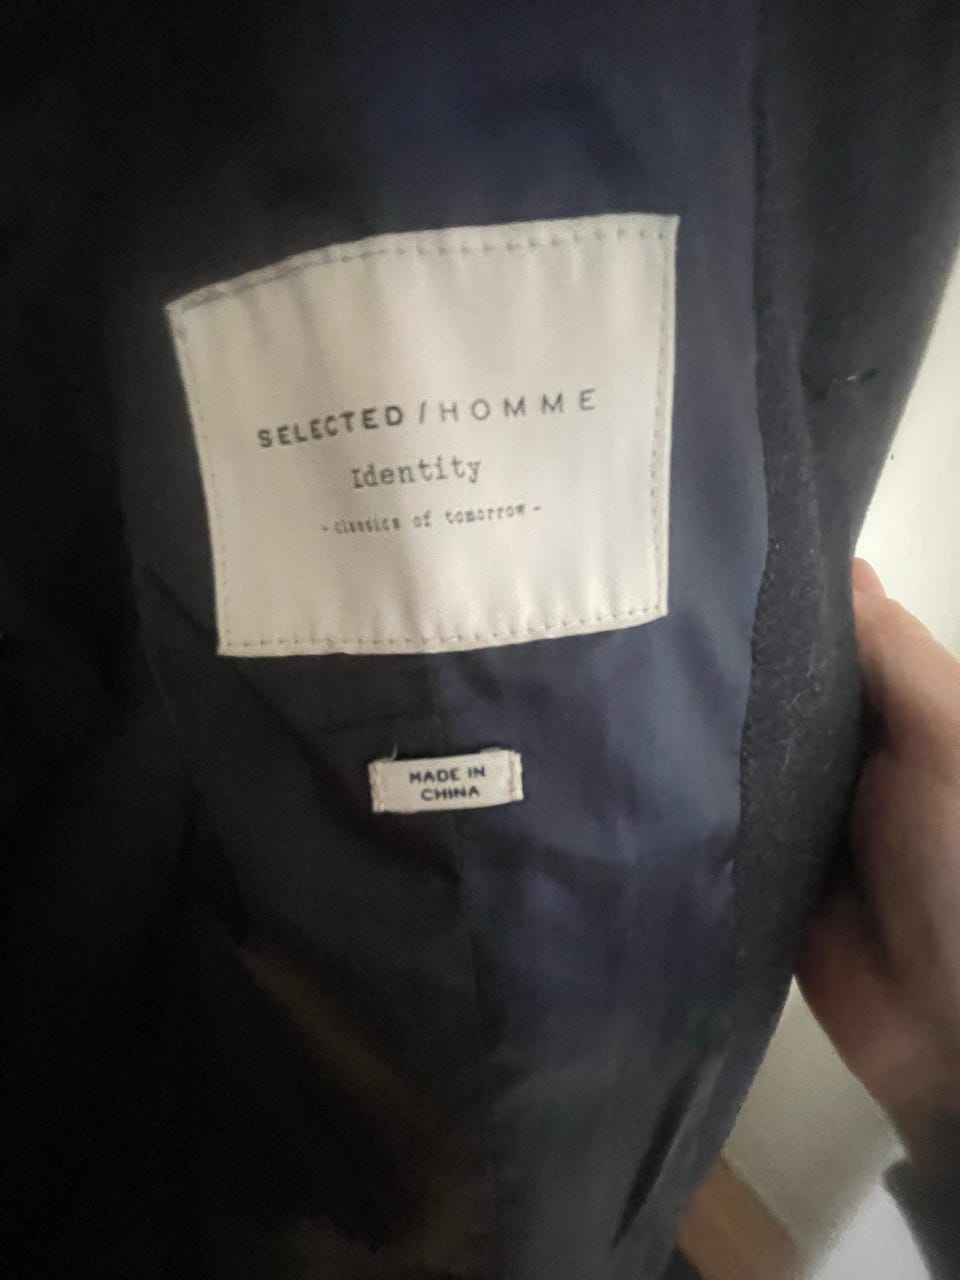 SELECTED / HOMME
Identity
- classics of tomorrow -
MADE IN
CHINA